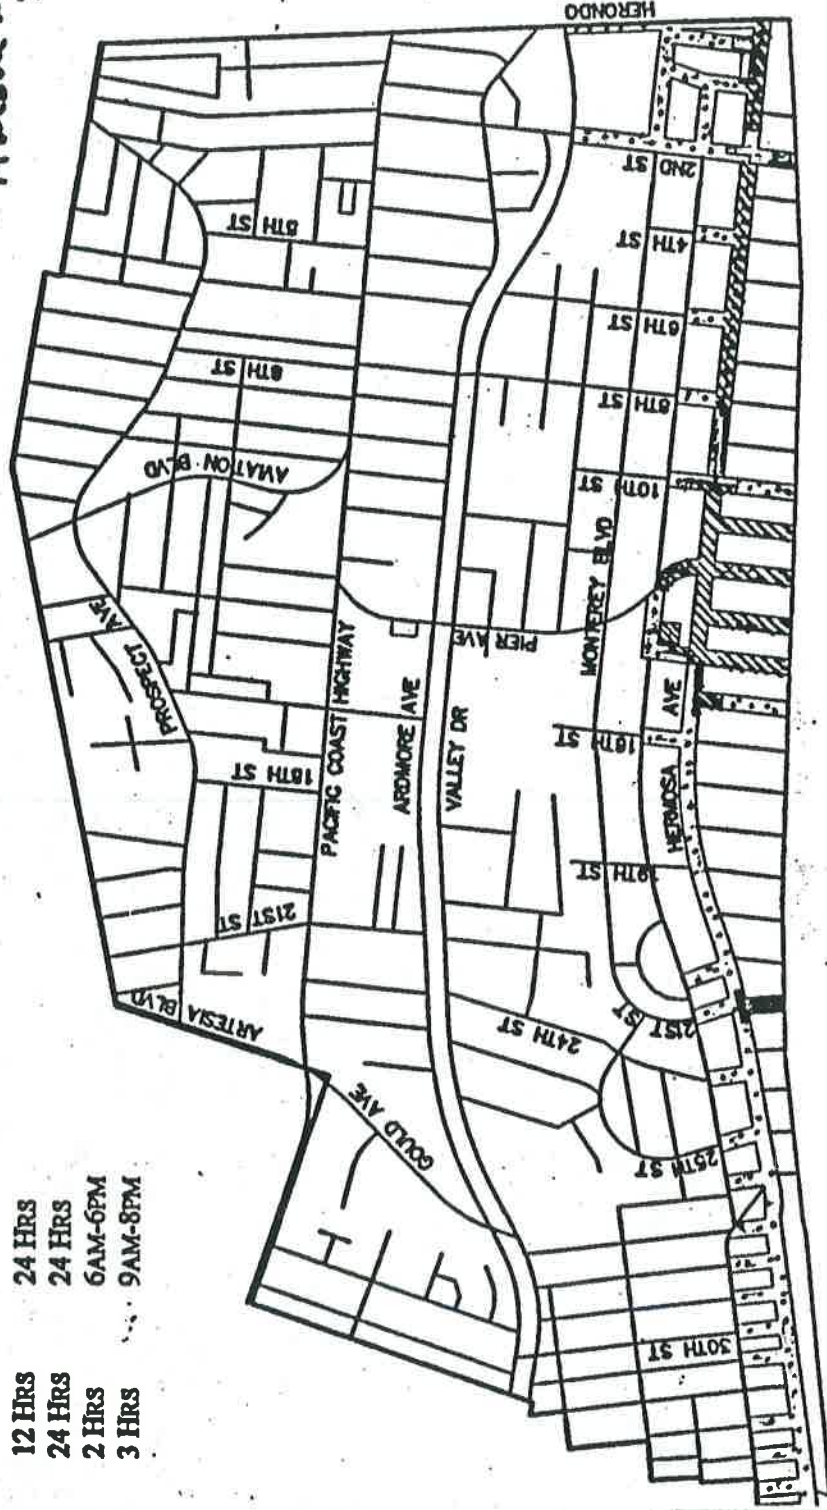 12 HRS 24 HRS
24 HRS 24 HRS
2 HRS 6AM-6PM
3 HRS 9AM-8PM
HERONDO
2ND ST
4TH ST
5TH ST
6TH ST
8TH ST
8TH ST
10TH ST
AVIATION BLVD
PROSPECT AVE
PIER AVE
MONTEREY BLVD
PACIFIC COAST HIGHWAY
ARDMORE AVE
VALLEY DR
HERMOSA AVE
16TH ST
18TH ST
19TH ST
21ST ST
21ST ST
24TH ST
25TH ST
30TH ST
ARTESIA BLVD
GOULD AVE